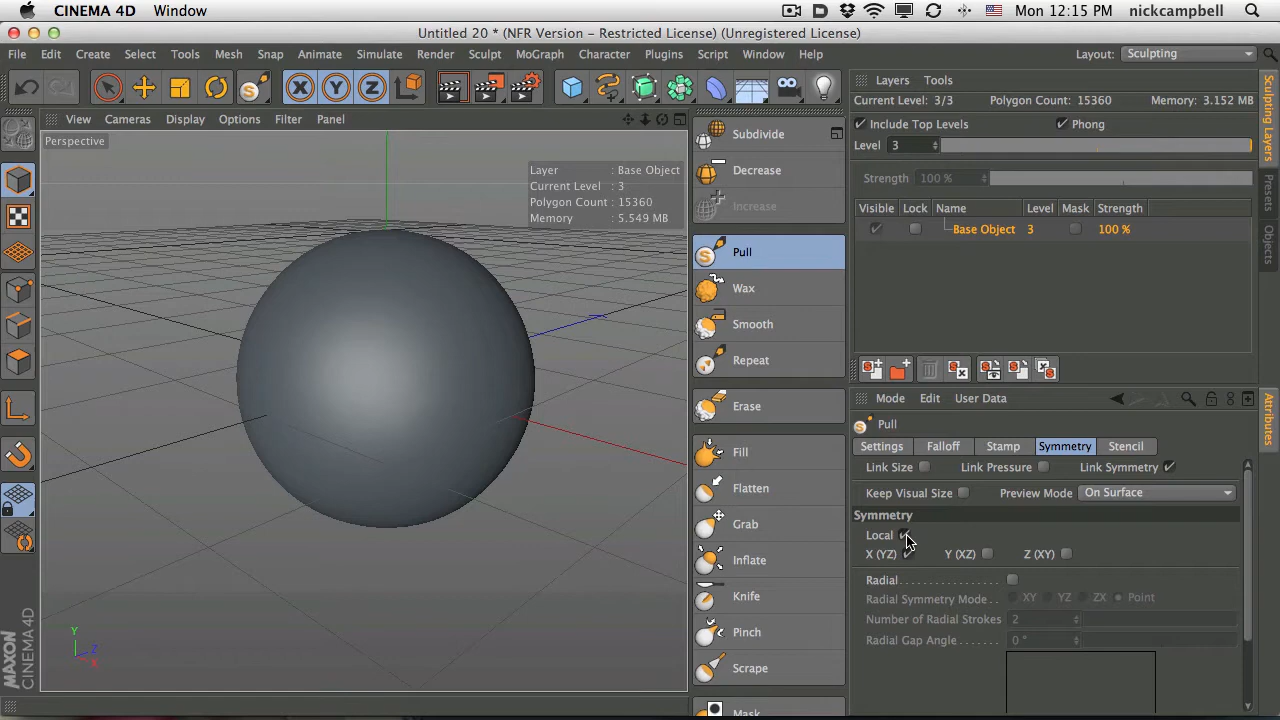 CINEMA 4D Window Mon 12:15 PM nickcampbell
Untitled 20 * (NFR Version - Restricted License) (Unregistered License)
File Edit Create Select Tools Mesh Snap Animate Simulate Render Sculpt MoGraph Character Plugins Script Window Help Layout: Sculpting
X Y Z
View Cameras Display Options Filter Panel
Perspective
Layer : Base Object
Current Level : 3
Polygon Count : 15360
Memory : 5.549 MB
Y
Z
X
MAXON
CINEMA 4D
Subdivide
Decrease
Increase
Pull
Wax
Smooth
Repeat
Erase
Fill
Flatten
Grab
Inflate
Knife
Pinch
Scrape
Mask
Layers Tools
Current Level: 3/3 Polygon Count: 15360 Memory: 3.152 MB
Include Top Levels Phong
Level 3
Strength 100 %
Visible Lock Name Level Mask Strength
Base Object 3 100 %
Mode Edit User Data
Pull
Settings Falloff Stamp Symmetry Stencil
Link Size Link Pressure Link Symmetry
Keep Visual Size Preview Mode On Surface
Symmetry
Local
X (YZ) Y (XZ) Z (XY)
Radial
Radial Symmetry Mode XY YZ ZX Point
Number of Radial Strokes 2
Radial Gap Angle 0 °
Sculpting Layers
Presets
Objects
Attributes